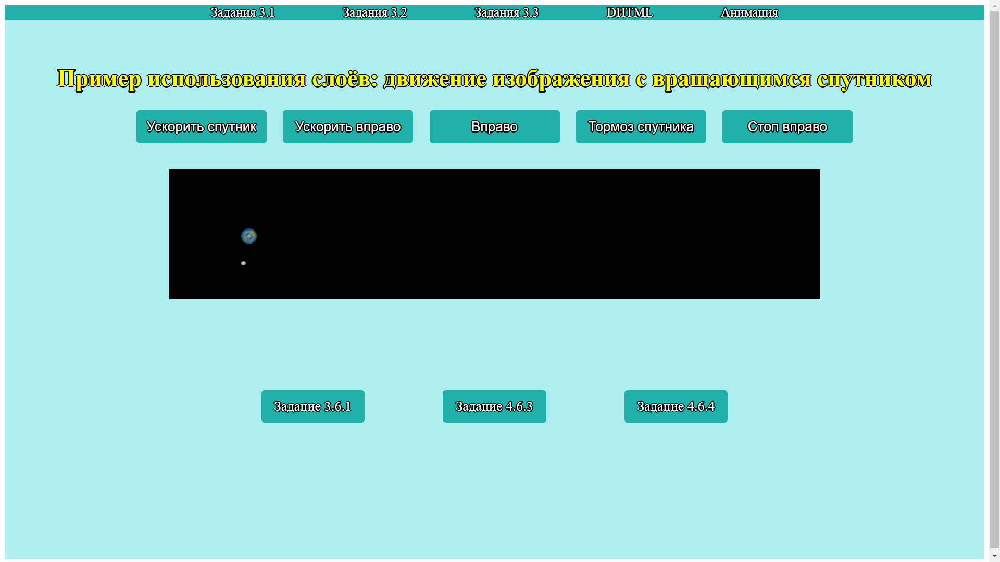 Задания 3.1 Задания 3.2 Задания 3.3 DHTML Анимация
Пример использования слоёв: движение изображения с вращающимся спутником
Ускорить спутник Ускорить вправо Вправо Тормоз спутника Стоп вправо
Задание 3.6.1 Задание 4.6.3 Задание 4.6.4